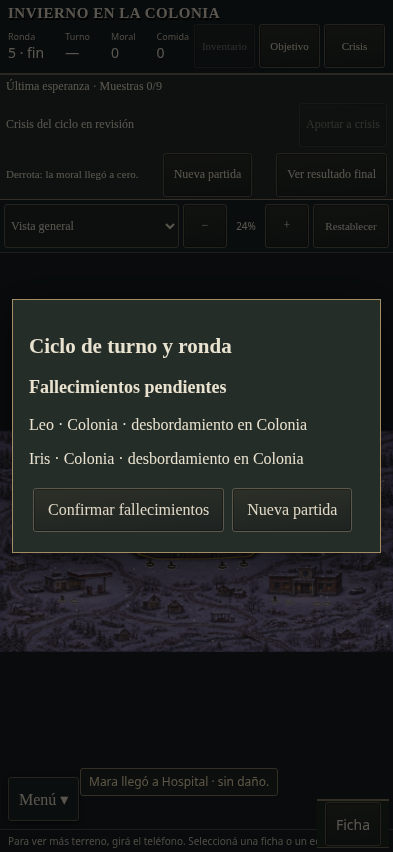 INVIERNO EN LA COLONIA
Ronda Turno Moral Comida
5 · fin — 0 0
Inventario Objetivo Crisis
Última esperanza · Muestras 0/9
Crisis del ciclo en revisión Aportar a crisis
Derrota: la moral llegó a cero. Nueva partida Ver resultado final
Vista general − 24% + Restablecer
Ciclo de turno y ronda
Fallecimientos pendientes
Leo · Colonia · desbordamiento en Colonia
Iris · Colonia · desbordamiento en Colonia
Confirmar fallecimientos Nueva partida
Mara llegó a Hospital · sin daño.
Menú ▾
Ficha
Para ver más terreno, girá el teléfono. Seleccioná una ficha o un